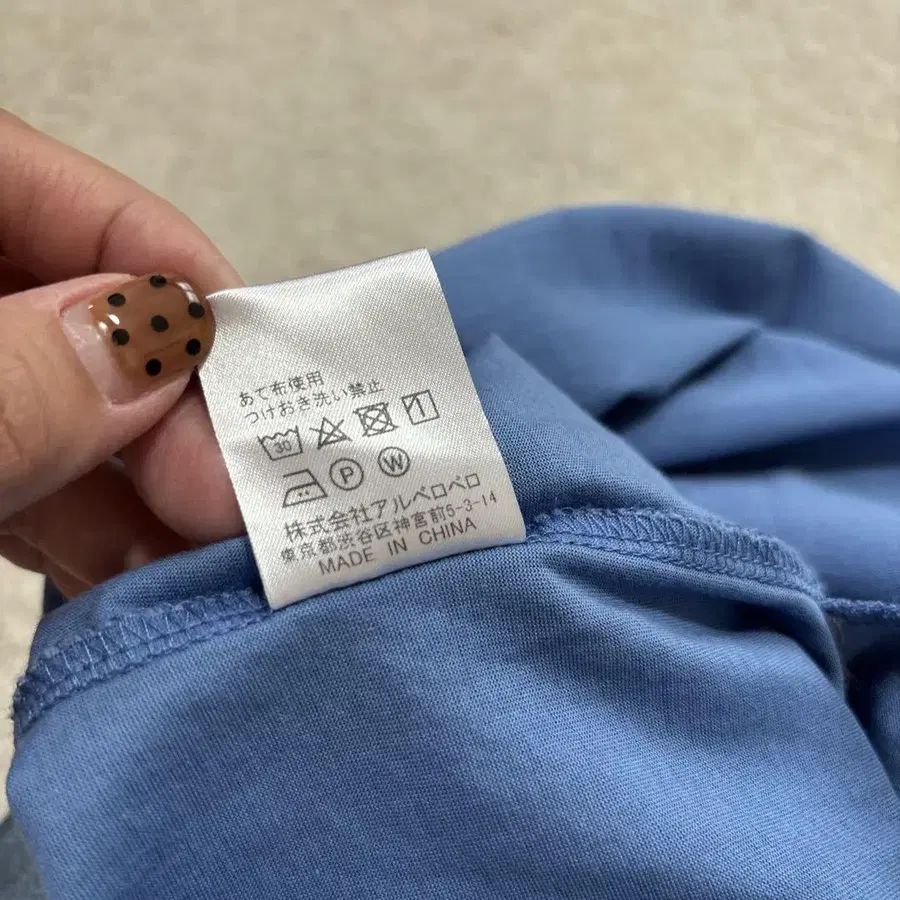 あて布使用
つけおき洗い禁止
30
P W
株式会社アルベロベロ
東京都渋谷区神宮前5-3-14
MADE IN CHINA